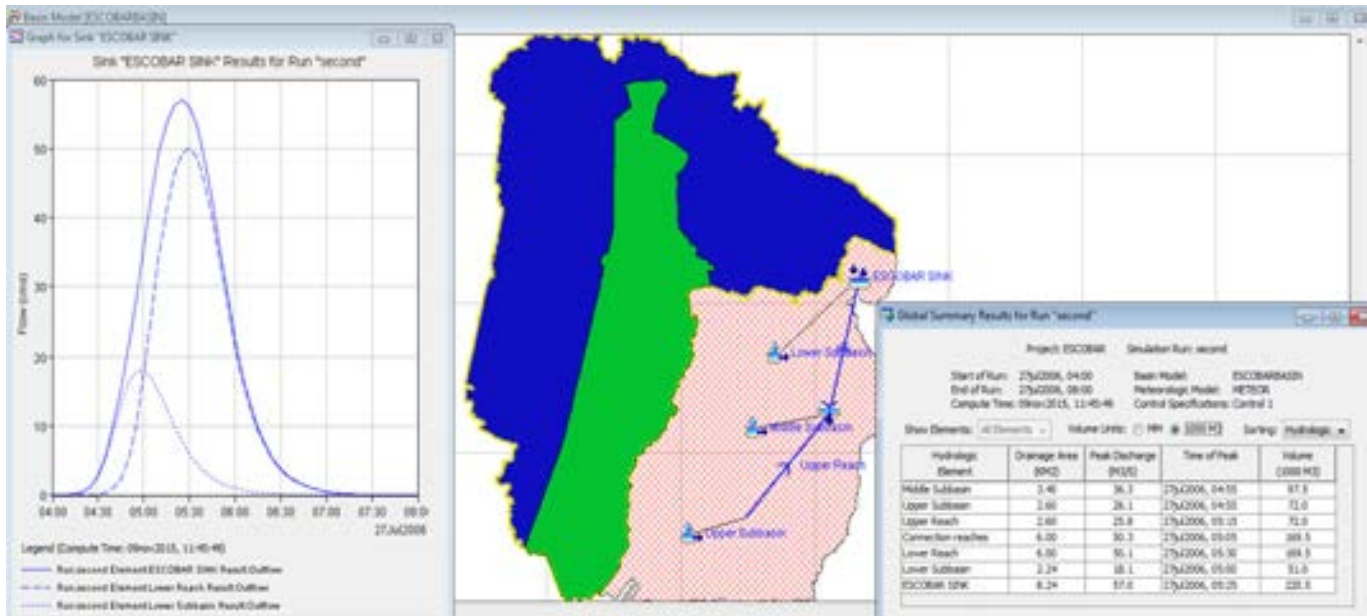 Basin Model [ESCOBARBASIN]
Graph for Sink "ESCOBAR SINK"
Sink "ESCOBAR SINK" Results for Run "second"
60
50
40
30
20
10
0
Flow (cms)
04:00 04:30 05:00 05:30 06:00 06:30 07:00 07:30
27Jul2006
Legend (Compute Time: 09nov2015, 11:45:46)
Run:second Element:ESCOBAR SINK Result:Outflow
Run:second Element:Lower Reach Result:Outflow
Run:second Element:Lower Subbasin Result:Outflow
ESCOBAR SINK
Lower Subbasin
Middle Subbasin
Upper Reach
Upper Subbasin
Global Summary Results for Run "second"
Project: ESCOBAR Simulation Run: second
Start of Run: 27jul2006, 04:00 Basin Model: ESCOBARBASIN
End of Run: 27jul2006, 08:00 Meteorologic Model: METEOR
Compute Time: 09nov2015, 11:45:46 Control Specifications: Control 1
Show Elements: All Elements Volume Units: MM 1000 M3 Sorting: Hydrologic
Hydrologic Element Drainage Area (KM2) Peak Discharge (M3/S) Time of Peak Volume (1000 M3)
Middle Subbasin 3.40 36.3 27jul2006, 04:55 97.5
Upper Subbasin 2.60 26.1 27jul2006, 04:55 72.0
Upper Reach 2.60 25.8 27jul2006, 05:15 72.0
Connection reaches 6.00 50.3 27jul2006, 05:05 169.5
Lower Reach 6.00 50.1 27jul2006, 05:30 169.5
Lower Subbasin 2.24 18.1 27jul2006, 05:00 51.0
ESCOBAR SINK 8.24 57.0 27jul2006, 05:25 220.5